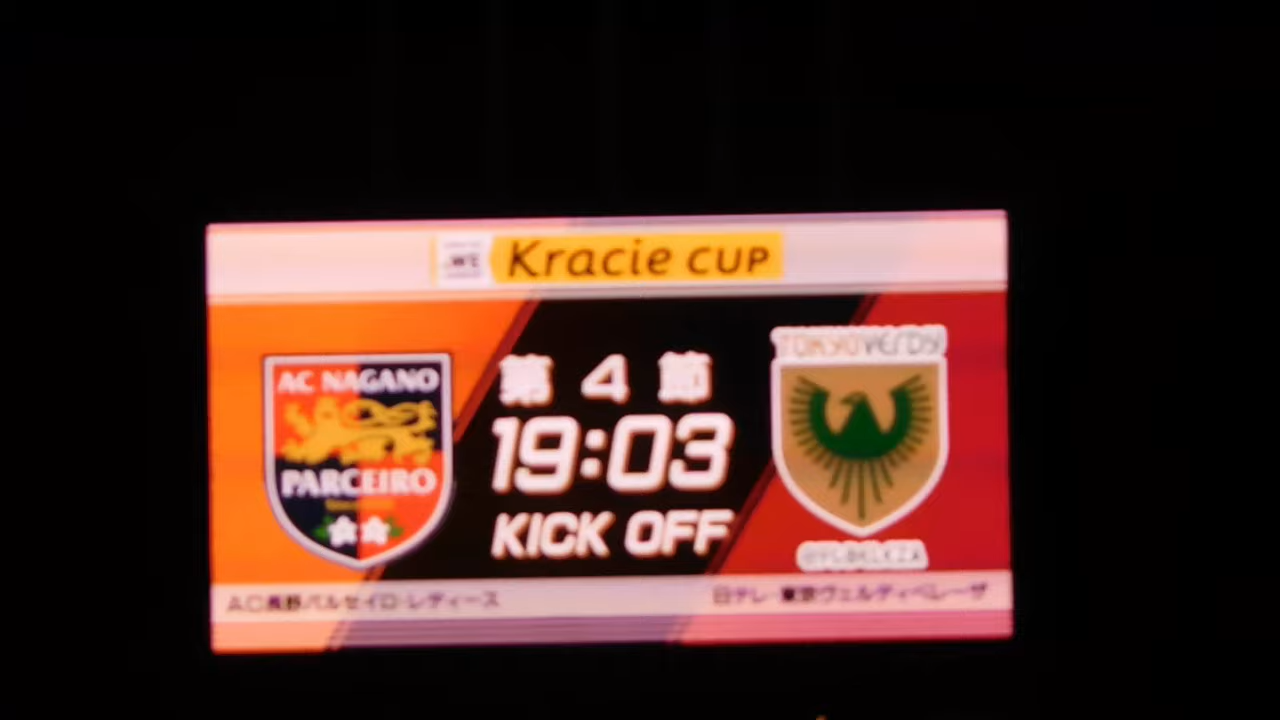 WE Kracie CUP
AC NAGANO
PARCEIRO
第4節
19:03
KICK OFF
TOKYO VERDY
BELEZA
AC長野パルセイロ・レディース
日テレ・東京ヴェルディベレーザ